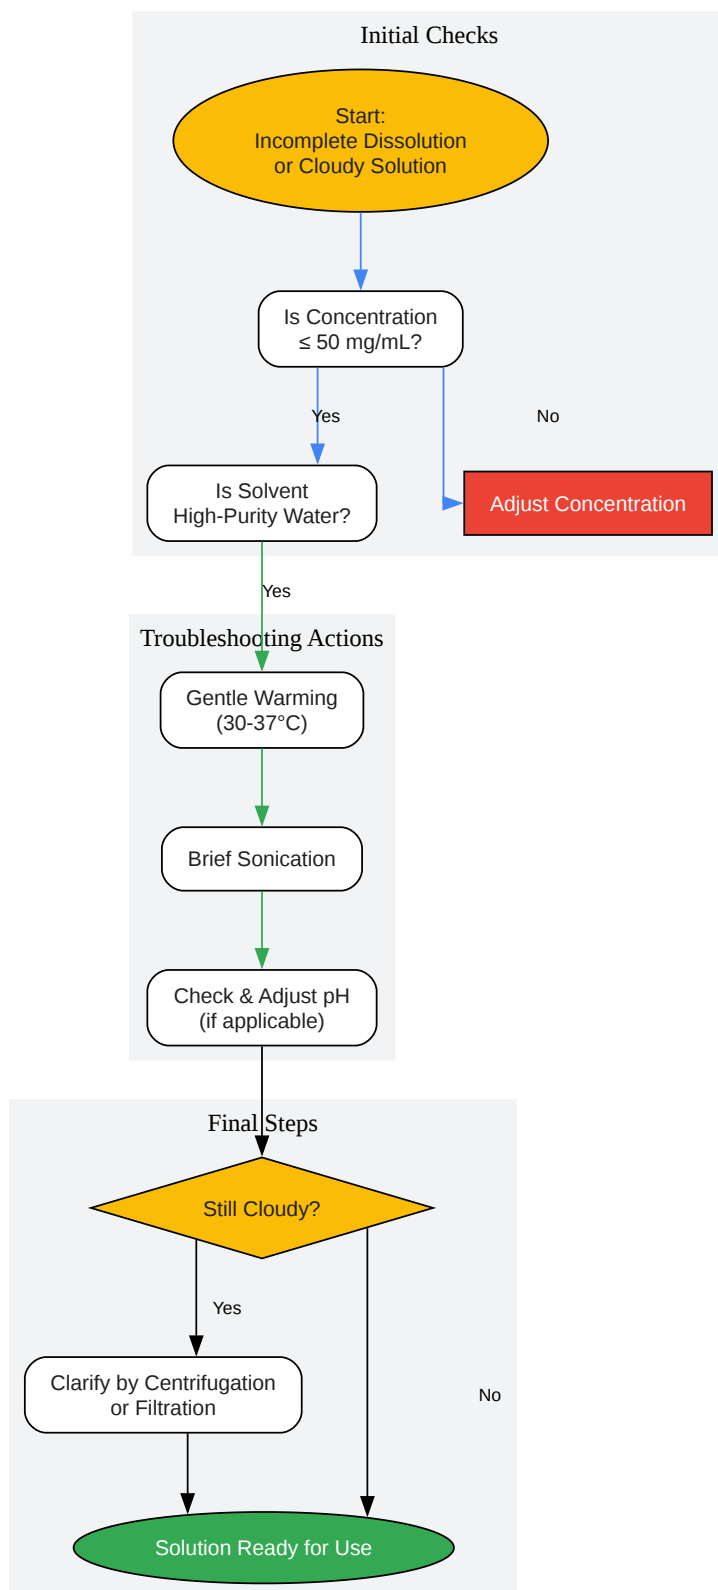 Initial Checks
Start:
Incomplete Dissolution
or Cloudy Solution
Is Concentration
≤ 50 mg/mL?
Yes
No
Is Solvent
High-Purity Water?
Adjust Concentration
Yes
Troubleshooting Actions
Gentle Warming
(30-37°C)
Brief Sonication
Check & Adjust pH
(if applicable)
Final Steps
Still Cloudy?
Yes
Clarify by Centrifugation
or Filtration
No
Solution Ready for Use